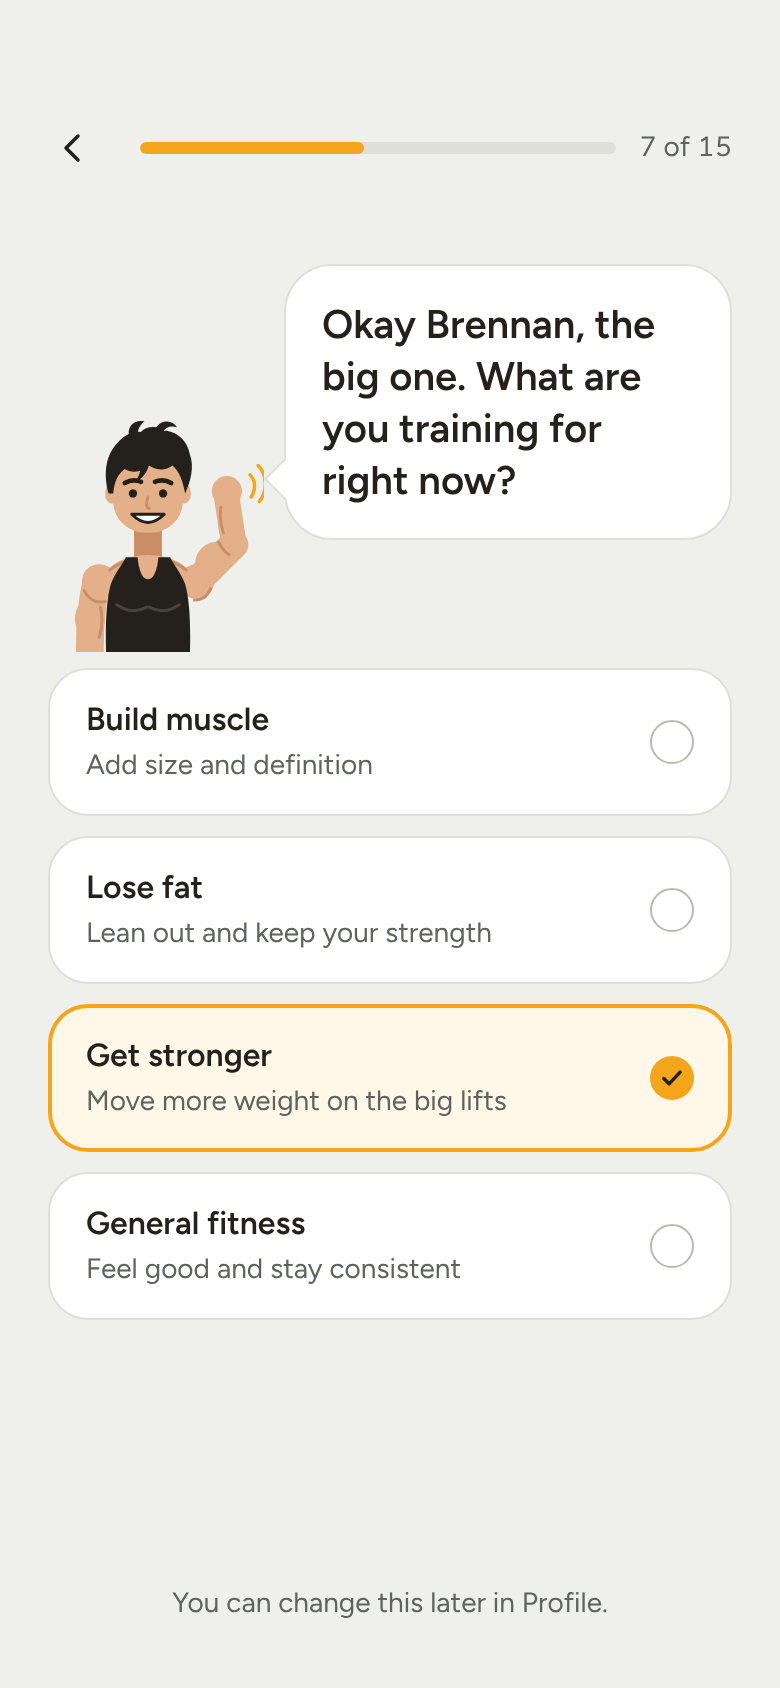 7 of 15
Okay Brennan, the
big one. What are
you training for
right now?
Build muscle
Add size and definition
Lose fat
Lean out and keep your strength
Get stronger
Move more weight on the big lifts
General fitness
Feel good and stay consistent
You can change this later in Profile.